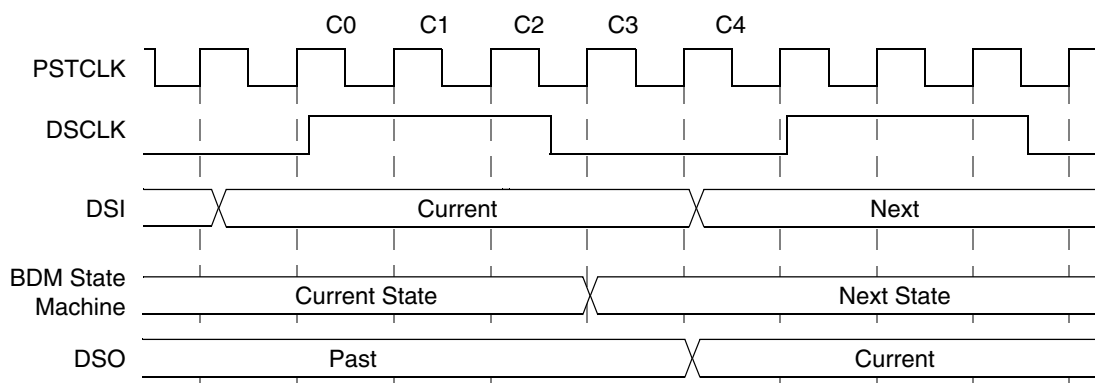 C0 C1 C2 C3 C4
PSTCLK
DSCLK
DSI Current Next
BDM State
Machine Current State Next State
DSO Past Current